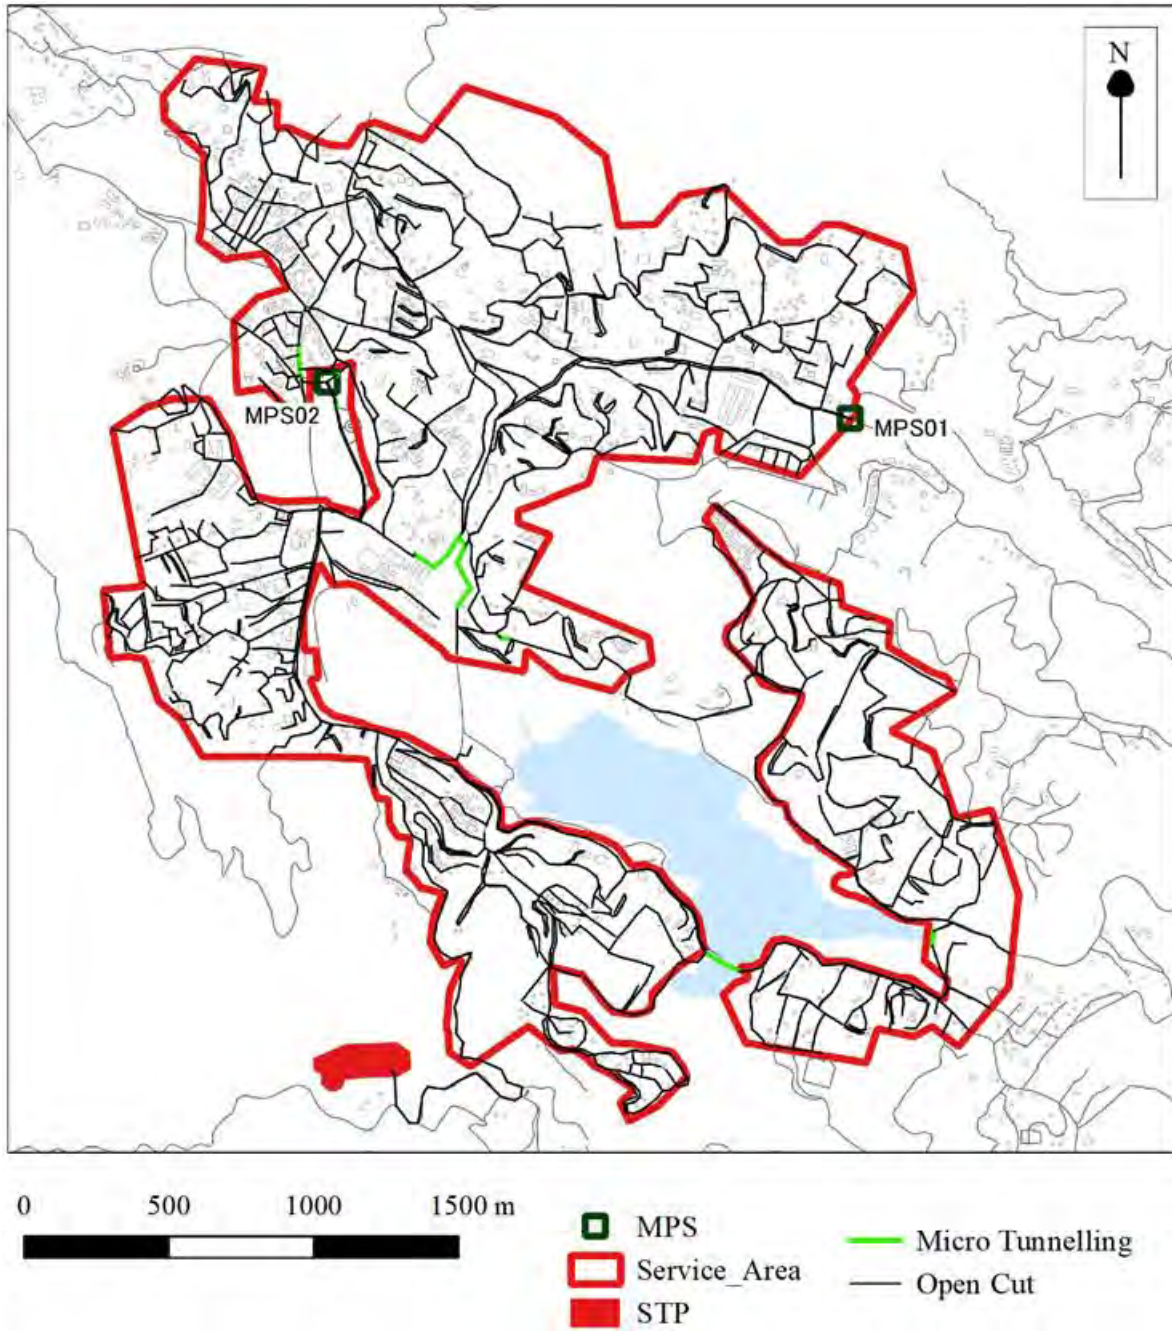 N
MPS02
MPS01
0 500 1000 1500 m
MPS
Service_Area
STP
Micro Tunnelling
Open Cut